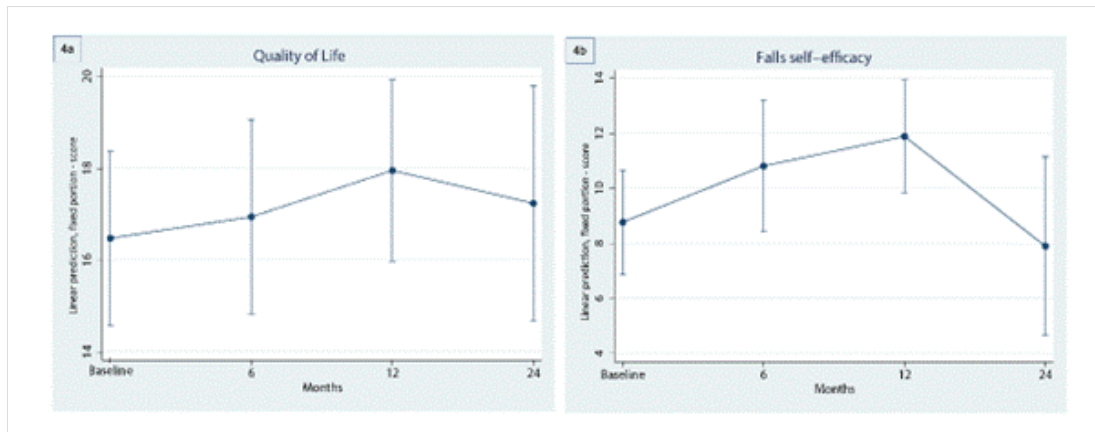 4a
Quality of Life
Linear prediction, fixed portion - score
20
18
16
14
Baseline
6
12
24
Months
4b
Falls self-efficacy
Linear prediction, fixed portion - score
14
12
10
8
6
4
Baseline
6
12
24
Months